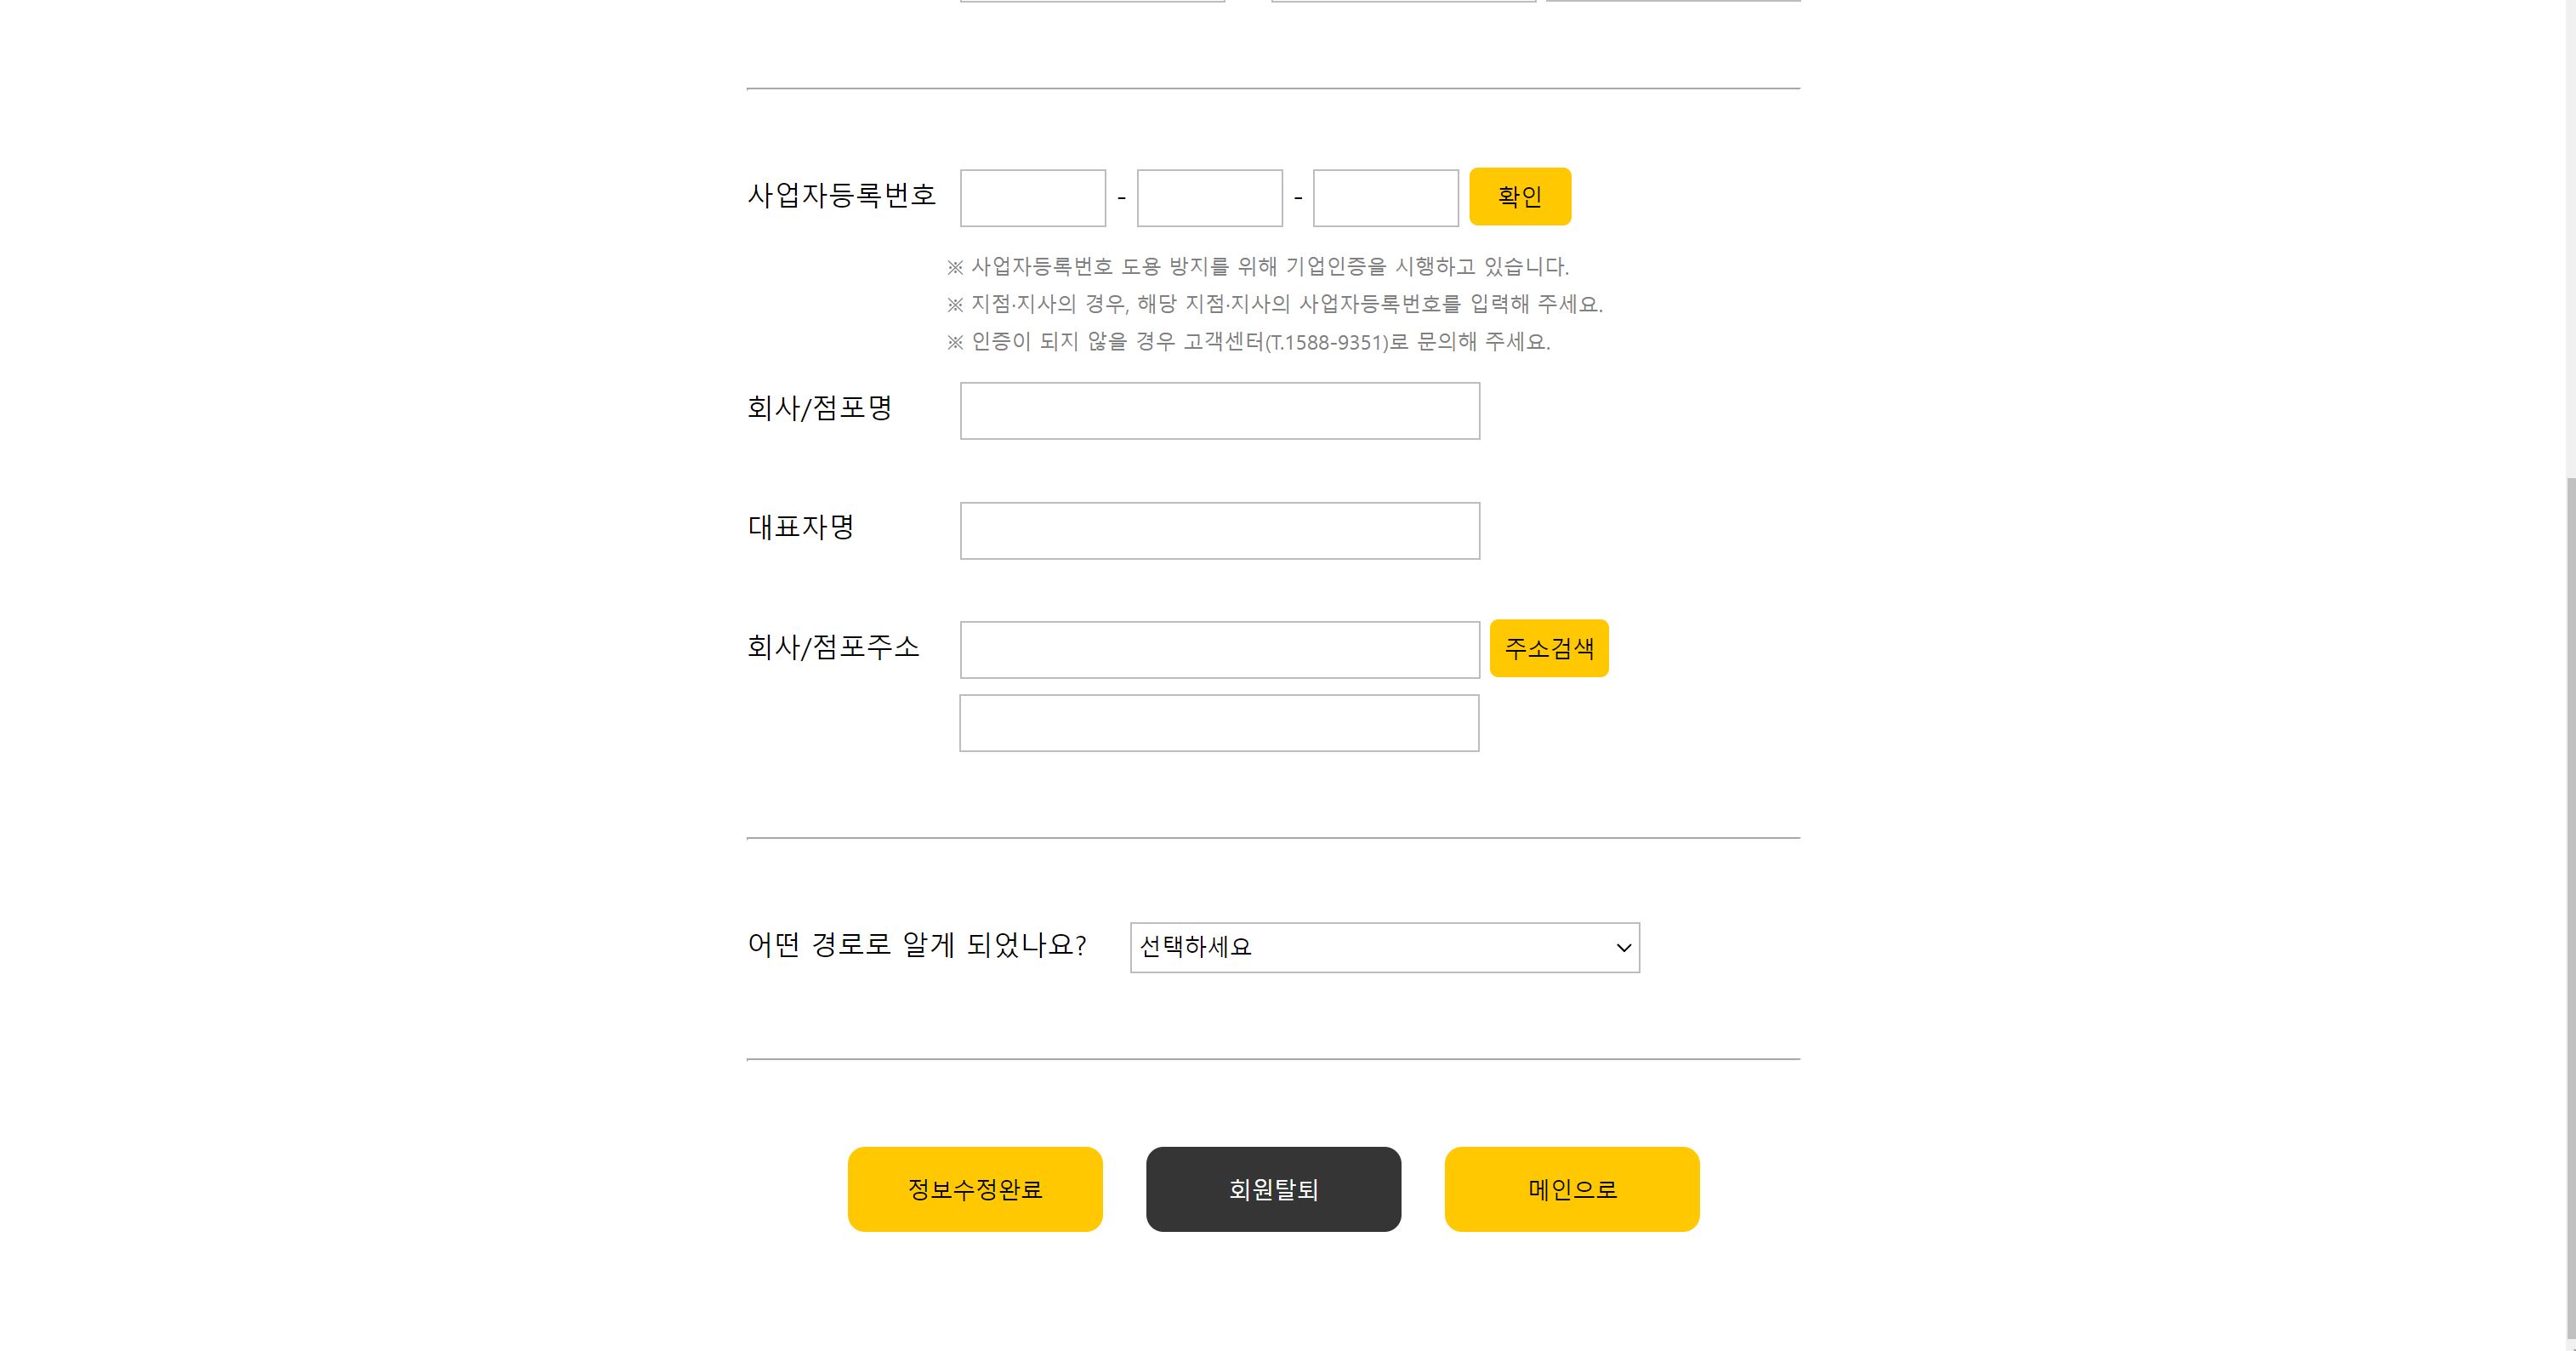 사업자등록번호 - - 확인
※ 사업자등록번호 도용 방지를 위해 기업인증을 시행하고 있습니다.
※ 지점·지사의 경우, 해당 지점·지사의 사업자등록번호를 입력해 주세요.
※ 인증이 되지 않을 경우 고객센터(T.1588-9351)로 문의해 주세요.
회사/점포명
대표자명
회사/점포주소 주소검색
어떤 경로로 알게 되었나요? 선택하세요
정보수정완료 회원탈퇴 메인으로